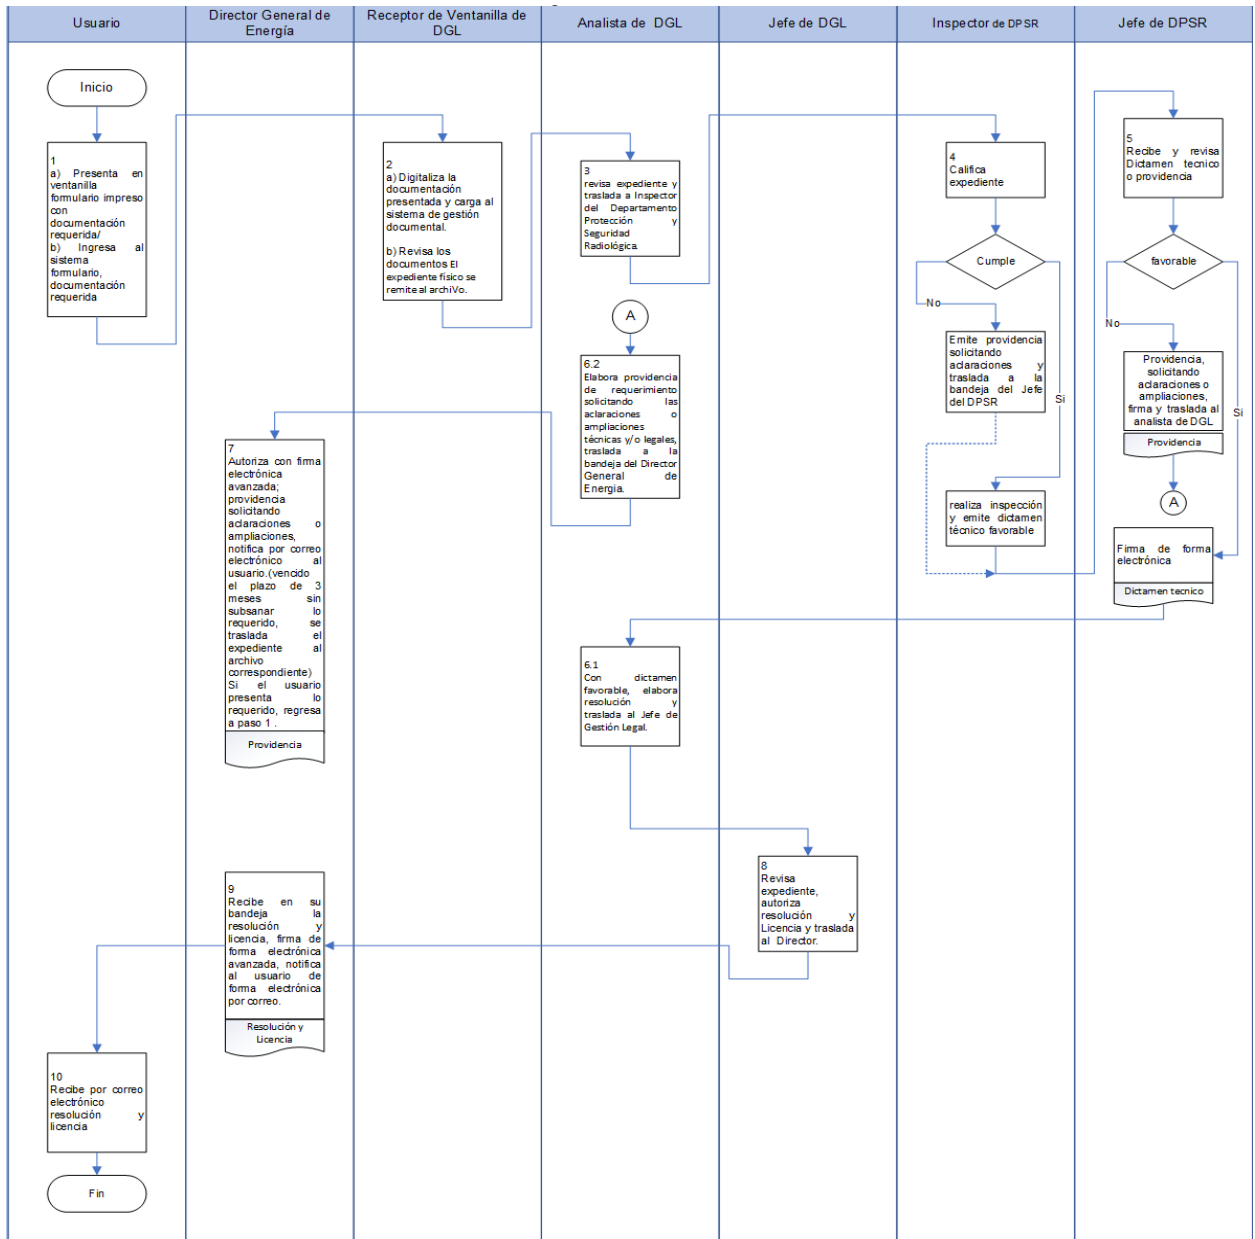 Usuario
Director General de
Energía
Receptor de Ventanilla de
DGL
Analista de DGL
Jefe de DGL
Inspector de DPSR
Jefe de DPSR
Inicio
1
a) Presenta en
ventanilla
formulario impreso
con
documentación
requerida/
b) Ingresa al
sistema
formulario,
documentación
requerida
2
a) Digitaliza la
documentación
presentada y carga al
sistema de gestión
documental.
b) Revisa los
documentos El
expediente físico se
remite al archiVo.
3
revisa expediente y
traslada a Inspector
del Departamento
Protección y
Seguridad
Radiológica.
4
Califica
expediente
Cumple
No
Si
Emite providencia
solicitando
aclaraciones y
traslada a la
bandeja del Jefe
del DPSR
realiza inspección
y emite dictamen
técnico favorable
5
Recibe y revisa
Dictamen tecnico
o providencia
favorable
No
Si
Providencia,
solicitando
aclaraciones o
ampliaciones,
firma y traslada al
analista de DGL
Providencia
A
Firma de forma
electrónica
Dictamen tecnico
A
6.2
Elabora providencia
de requerimiento
solicitando las
aclaraciones o
ampliaciones
técnicas y/o legales,
traslada a la
bandeja del Director
General de
Energia.
7
Autoriza con firma
electrónica
avanzada;
providencia
solicitando
aclaraciones o
ampliaciones,
notifica por correo
electrónico al
usuario.(vencido
el plazo de 3
meses sin
subsanar lo
requerido, se
traslada el
expediente al
archivo
correspondiente)
Si el usuario
presenta lo
requerido, regresa
a paso 1 .
Providencia
6.1
Con dictamen
favorable, elabora
resolución y
traslada al Jefe de
Gestión Legal.
8
Revisa
expediente,
autoriza
resolución y
Licencia y traslada
al Director.
9
Recibe en su
bandeja la
resolución y
licencia, firma de
forma electrónica
avanzada, notifica
al usuario de
forma electrónica
por correo.
Resolución y
Licencia
10
Recibe por correo
electrónico
resolución y
licencia
Fin